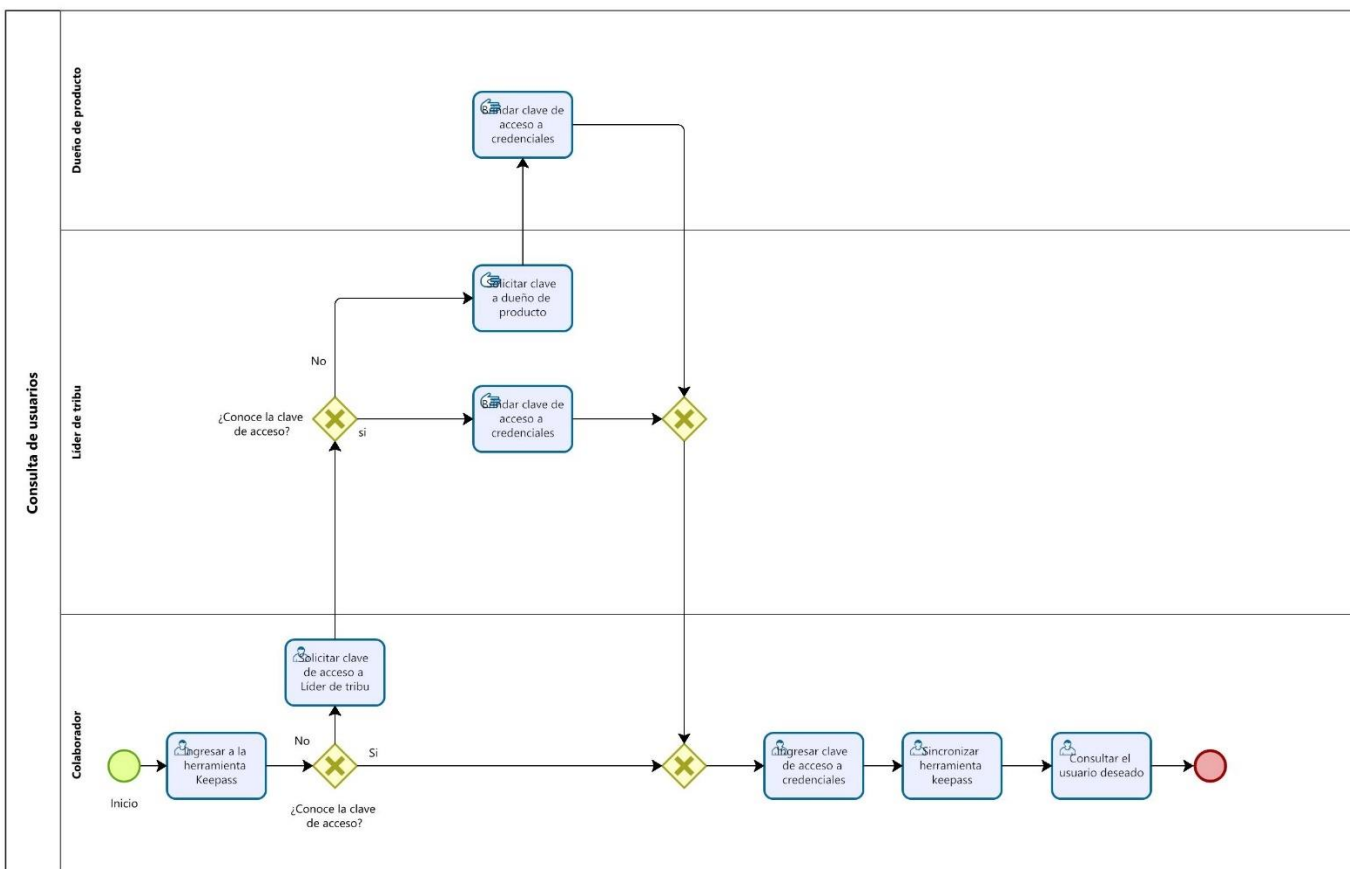 Consulta de usuarios
Dueño de producto
Brindar clave de
acceso a
credenciales
Líder de tribu
Solicitar clave
a dueño de
producto
No
¿Conoce la clave
de acceso?
si
Brindar clave de
acceso a
credenciales
Colaborador
Solicitar clave
de acceso a
Líder de tribu
Inicio
Ingresar a la
herramienta
Keepass
No
Si
¿Conoce la clave
de acceso?
Ingresar clave
de acceso a
credenciales
Sincronizar
herramienta
keepass
Consultar el
usuario deseado